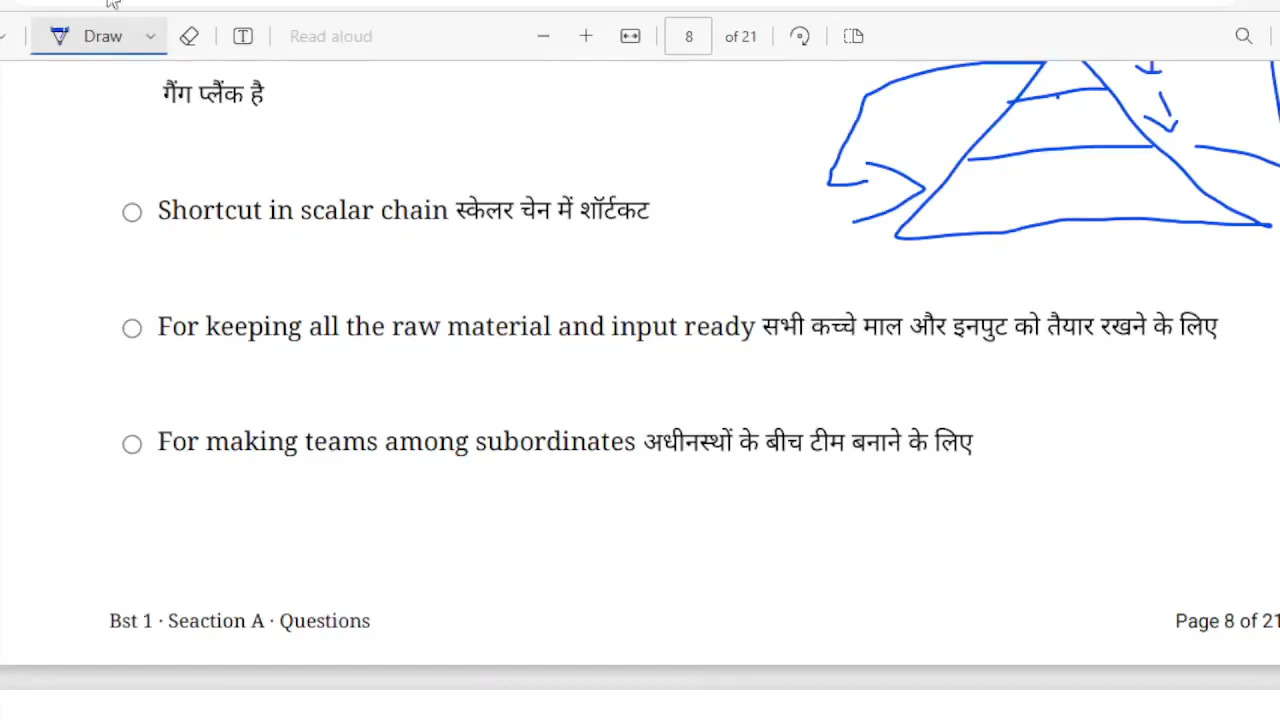 Draw
Read aloud
8
of 21
गैंग प्लैंक है
Shortcut in scalar chain स्केलर चेन में शॉर्टकट
For keeping all the raw material and input ready सभी कच्चे माल और इनपुट को तैयार रखने के लिए
For making teams among subordinates अधीनस्थों के बीच टीम बनाने के लिए
Bst 1 · Seaction A · Questions
Page 8 of 21